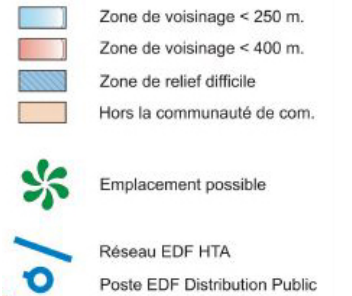 Zone de voisinage < 250 m.
Zone de voisinage < 400 m.
Zone de relief difficile
Hors la communauté de com.
Emplacement possible
Réseau EDF HTA
Poste EDF Distribution Public